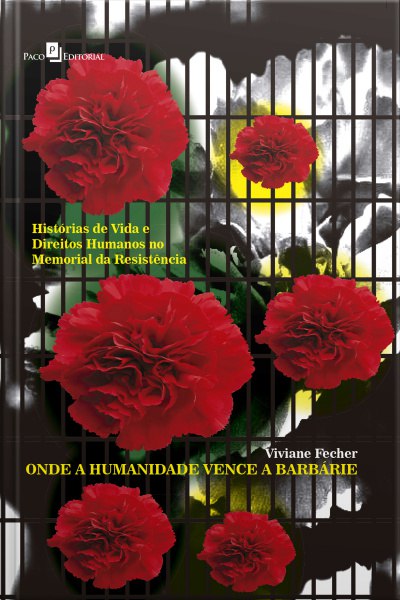 PACO EDITORIAL
Histórias de Vida e
Direitos Humanos no
Memorial da Resistência
Viviane Fecher
ONDE A HUMANIDADE VENCE A BARBÁRIE